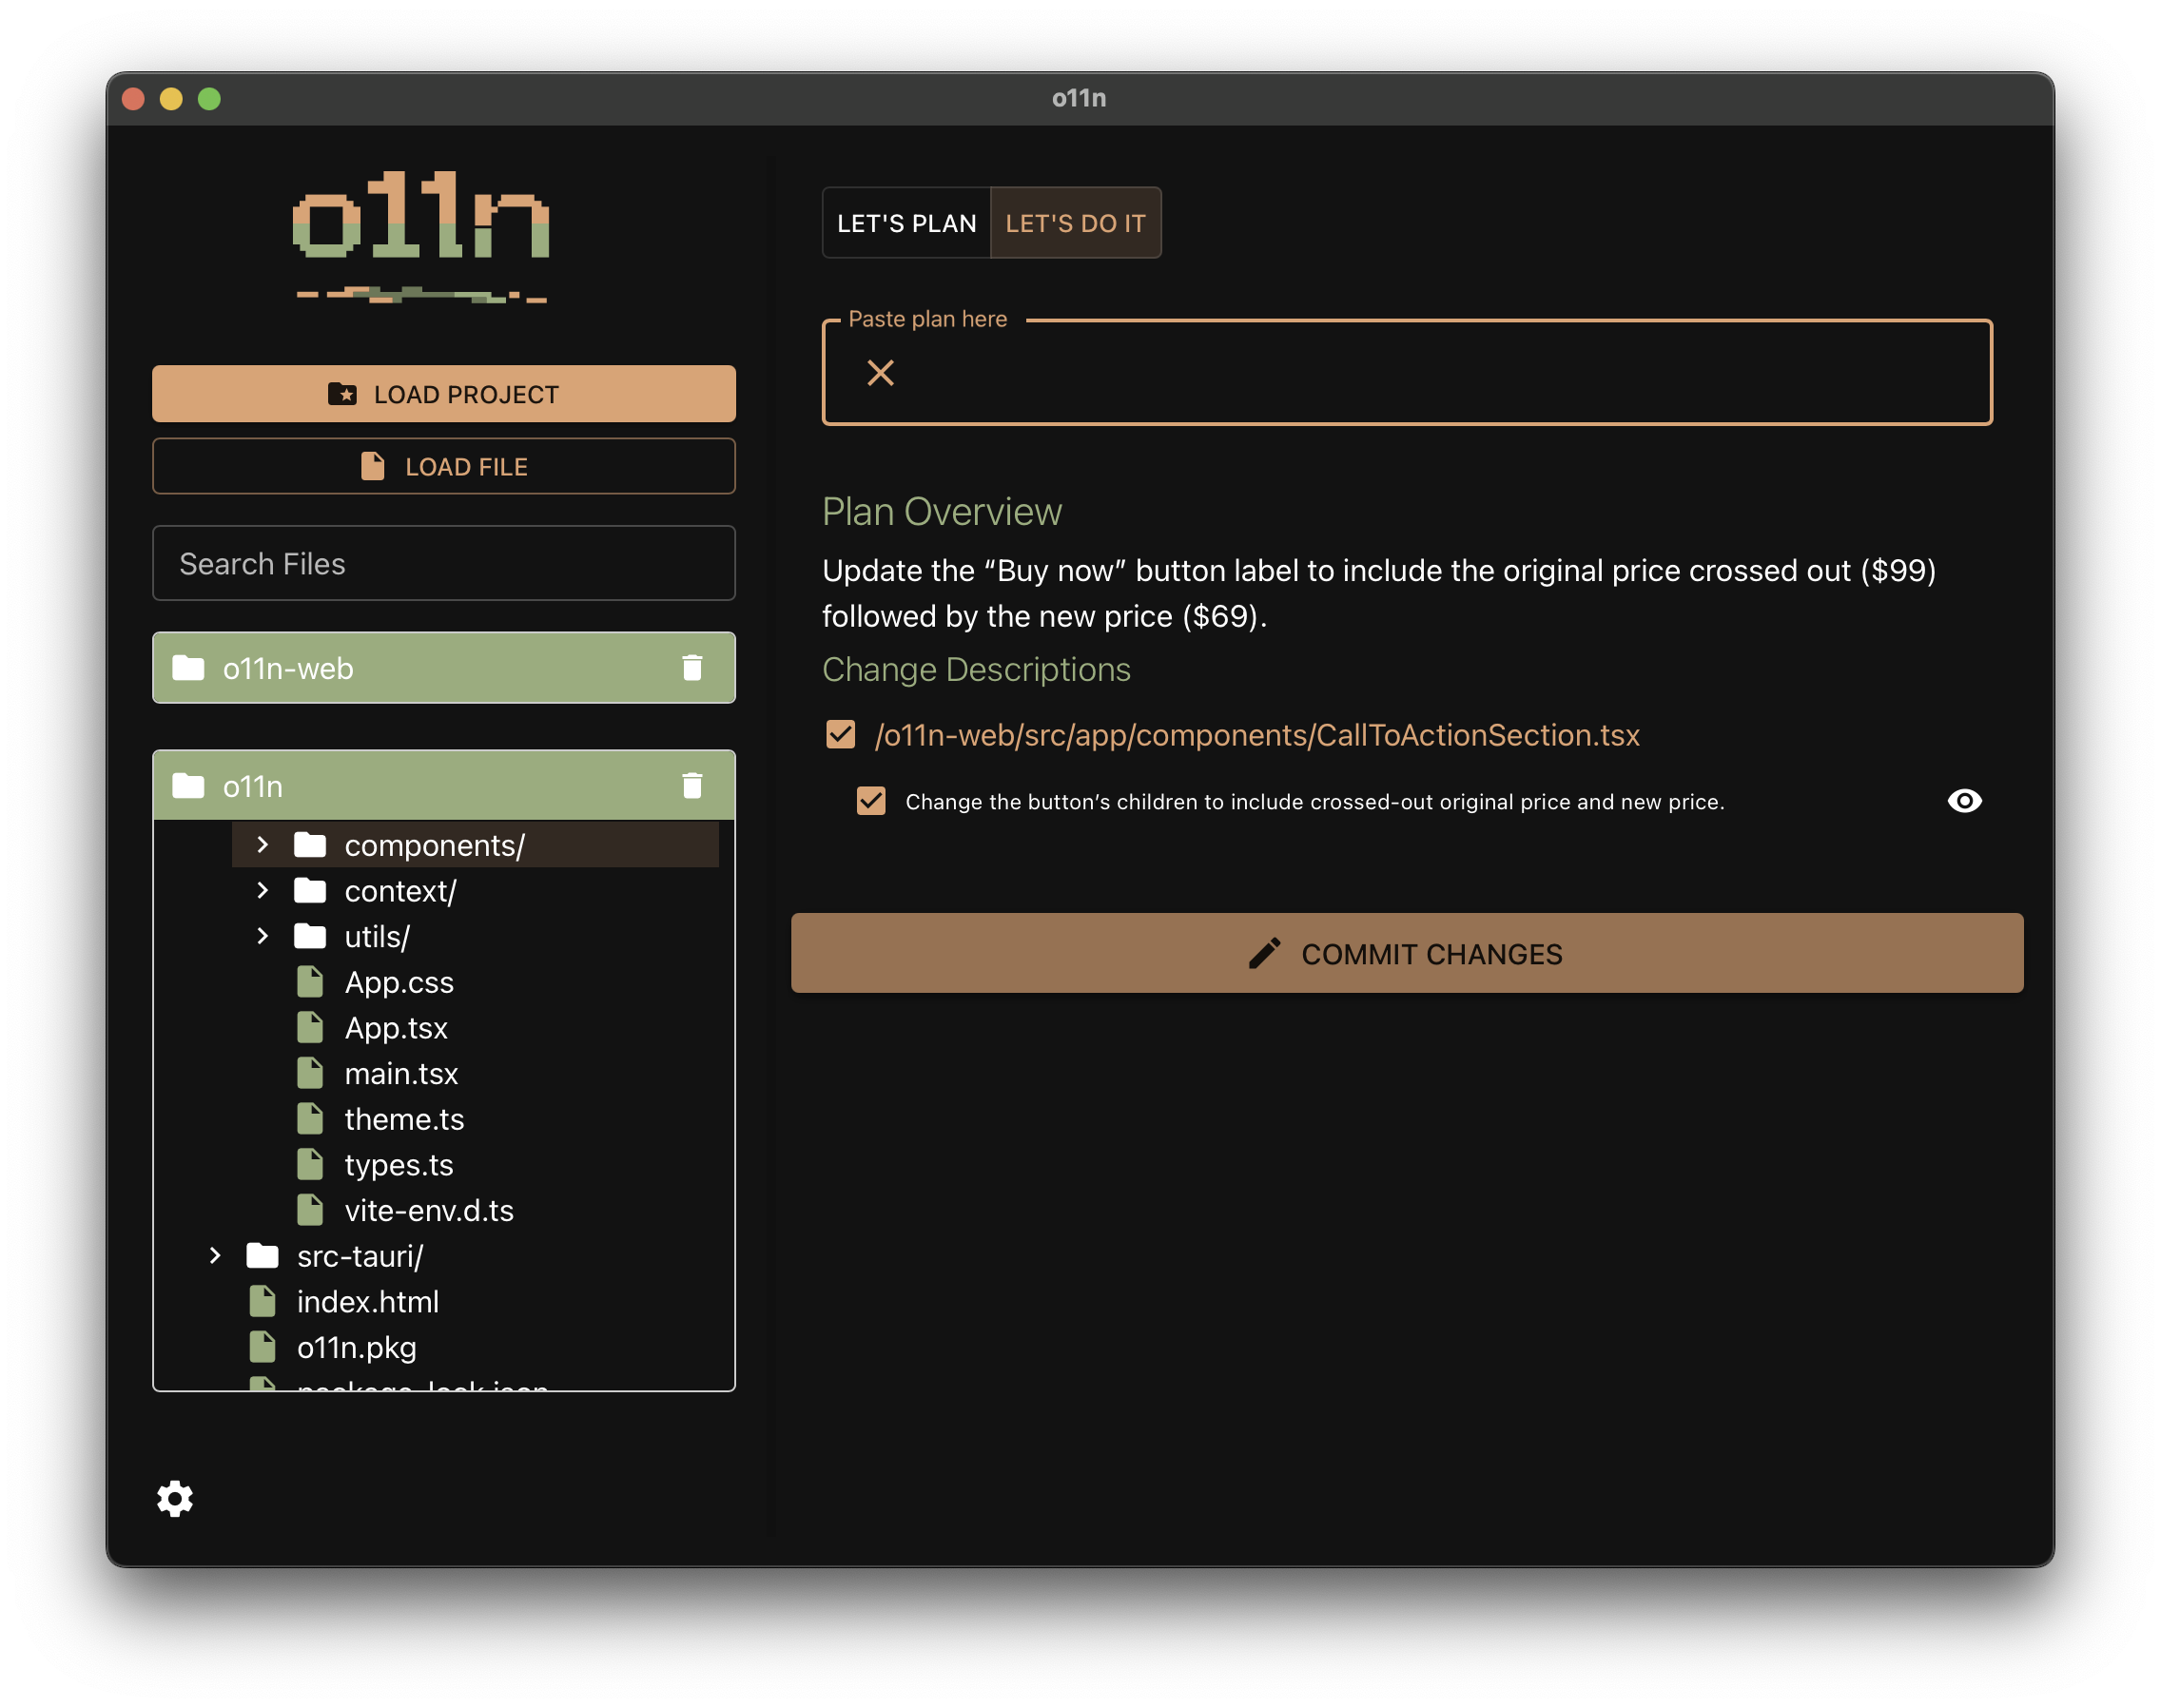 o11n
o11n
LOAD PROJECT
LOAD FILE
Search Files
o11n-web
o11n
components/
context/
utils/
App.css
App.tsx
main.tsx
theme.ts
types.ts
vite-env.d.ts
src-tauri/
index.html
o11n.pkg
LET'S PLAN
LET'S DO IT
Paste plan here
Plan Overview
Update the “Buy now” button label to include the original price crossed out ($99)
followed by the new price ($69).
Change Descriptions
/o11n-web/src/app/components/CallToActionSection.tsx
Change the button’s children to include crossed-out original price and new price.
COMMIT CHANGES